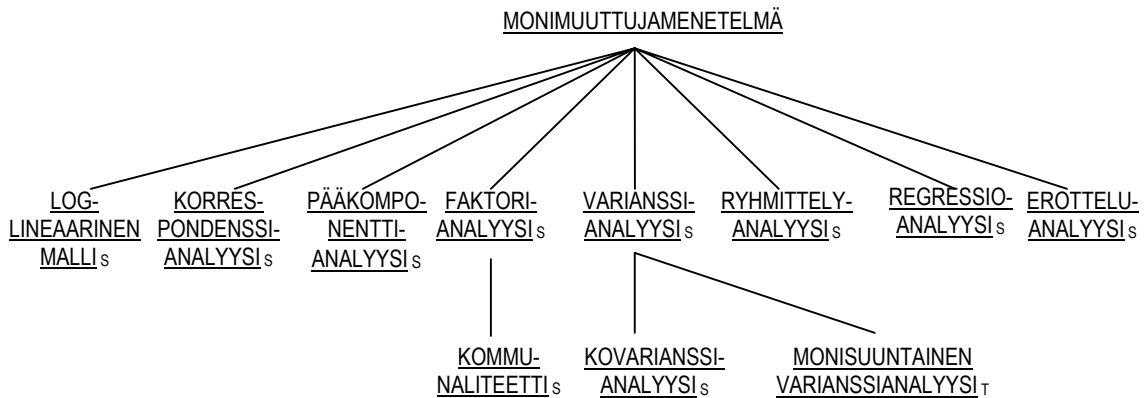 MONIMUUTTUJAMENETELMÄ
LOG-
LINEAARINEN
MALLI S
KORRES-
PONDENSSI-
ANALYYSI S
PÄÄKOMPO-
NENTTI-
ANALYYSI S
FAKTORI-
ANALYYSI S
VARIANSSI-
ANALYYSI S
RYHMITTELY-
ANALYYSI S
REGRESSIO-
ANALYYSI S
EROTTELU-
ANALYYSI S
KOMMU-
NALITEETTI S
KOVARIANSSI-
ANALYYSI S
MONISUUNTAINEN
VARIANSSIANALYYSI T